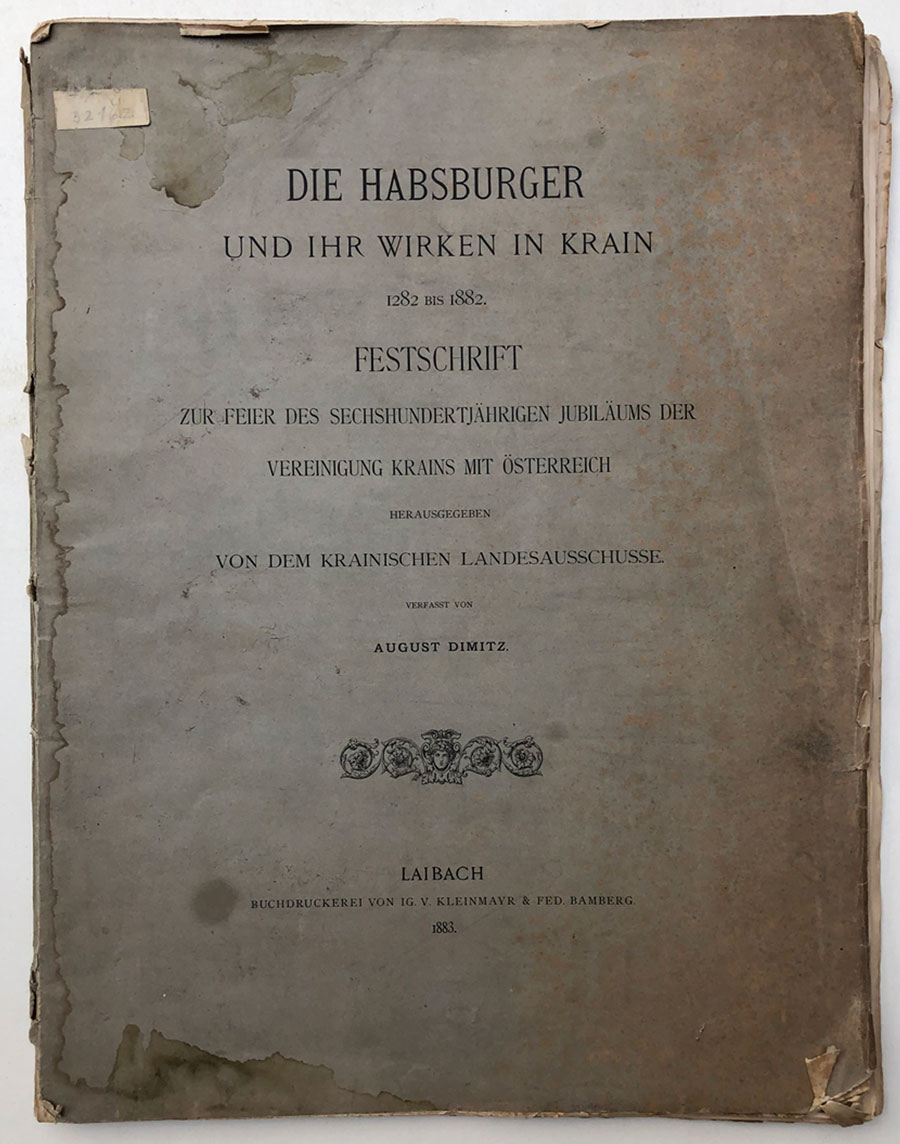 DIE HABSBURGER
UND IHR WIRKEN IN KRAIN
1282 BIS 1882.
FESTSCHRIFT
ZUR FEIER DES SECHSHUNDERTJÄHRIGEN JUBILÄUMS DER
VEREINIGUNG KRAINS MIT ÖSTERREICH
HERAUSGEGEBEN
VON DEM KRAINISCHEN LANDESAUSSCHUSSE.
VERFASST VON
AUGUST DIMITZ.
LAIBACH
BUCHDRUCKEREI VON IG. V. KLEINMAYR & FED. BAMBERG.
1883.